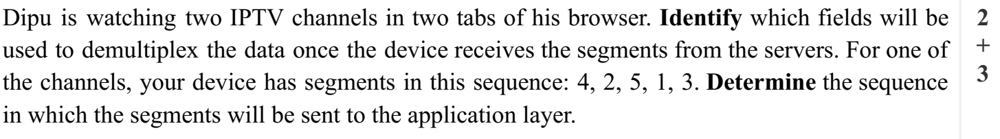 Dipu is watching two IPTV channels in two tabs of his browser. Identify which fields will be
used to demultiplex the data once the device receives the segments from the servers. For one of
the channels, your device has segments in this sequence: 4, 2, 5, 1, 3. Determine the sequence
in which the segments will be sent to the application layer.
2
+
3